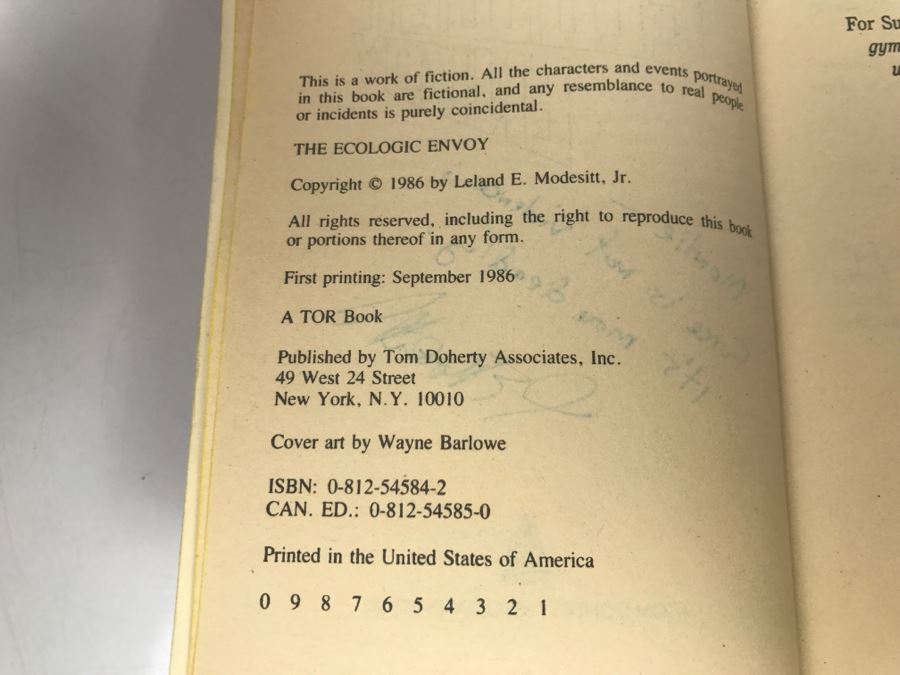 This is a work of fiction. All the characters and events portrayed
in this book are fictional, and any resemblance to real people
or incidents is purely coincidental.
THE ECOLOGIC ENVOY
Copyright © 1986 by Leland E. Modesitt, Jr.
All rights reserved, including the right to reproduce this book
or portions thereof in any form.
First printing: September 1986
A TOR Book
Published by Tom Doherty Associates, Inc.
49 West 24 Street
New York, N.Y. 10010
Cover art by Wayne Barlowe
ISBN: 0-812-54584-2
CAN. ED.: 0-812-54585-0
Printed in the United States of America
0 9 8 7 6 5 4 3 2 1
For Su
gym